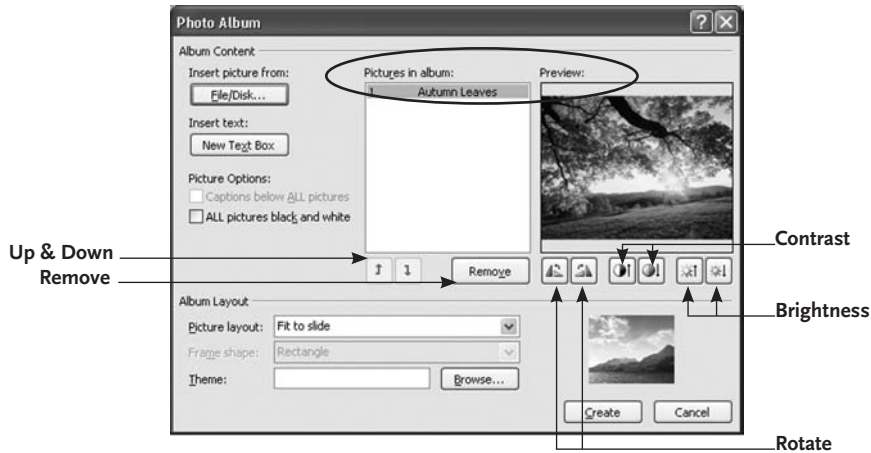 Photo Album
Album Content
Insert picture from:
File/Disk...
Insert text:
New Text Box
Picture Options:
Captions below ALL pictures
ALL pictures black and white
Pictures in album:
1 Autumn Leaves
Preview:
Up & Down
Remove
Remove
Contrast
Brightness
Album Layout
Picture layout: Fit to slide
Frame shape: Rectangle
Theme:
Browse...
Create
Cancel
Rotate